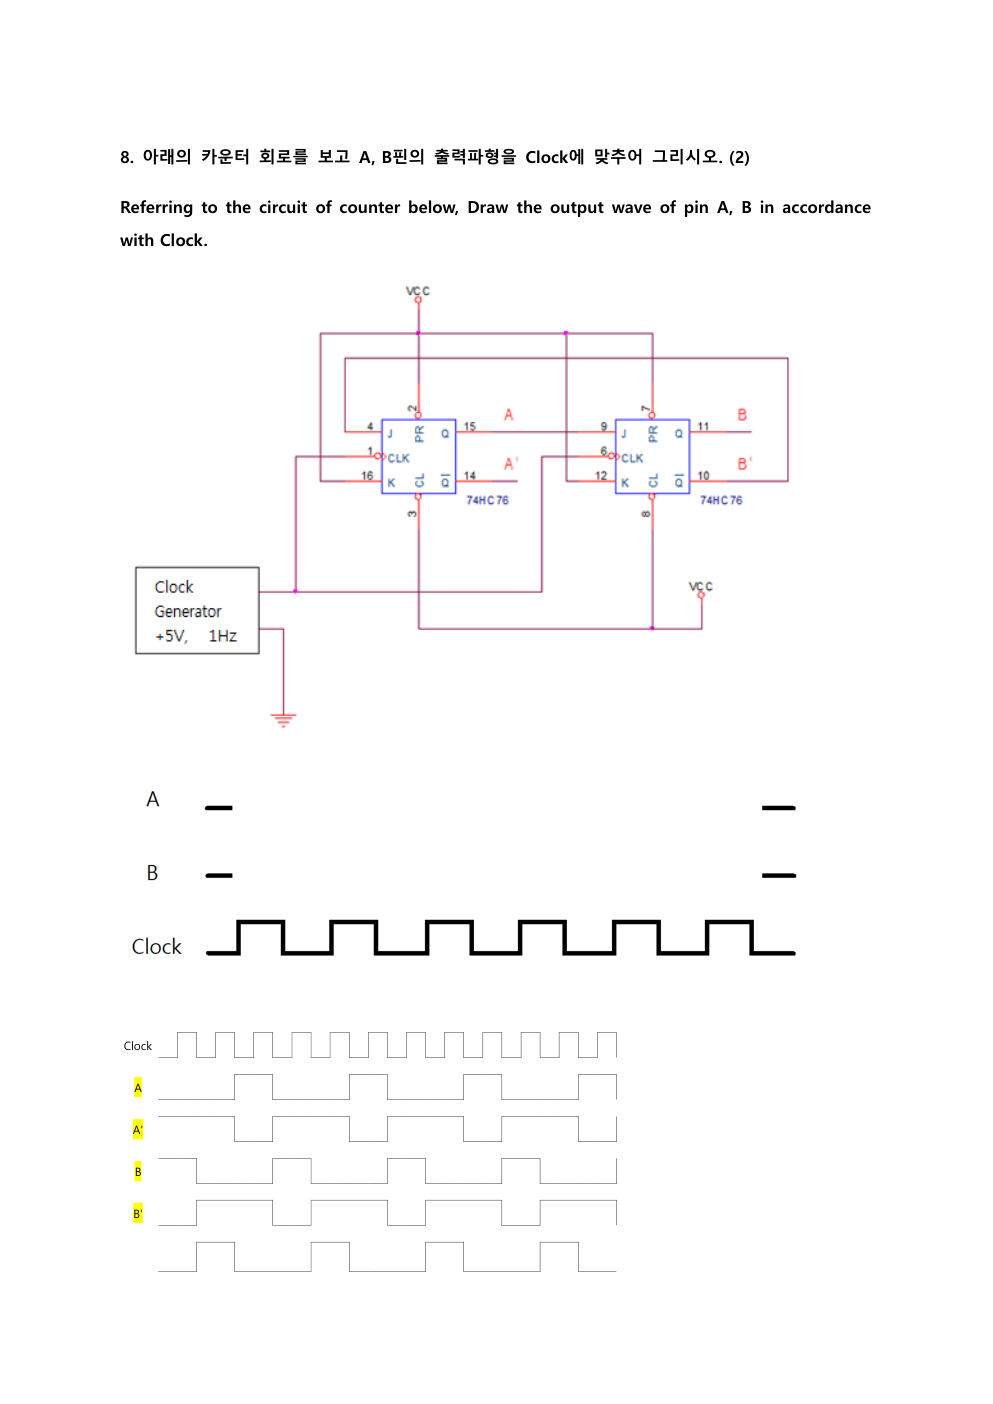 8. 아래의 카운터 회로를 보고 A, B핀의 출력파형을 Clock에 맞추어 그리시오. (2)
Referring to the circuit of counter below, Draw the output wave of pin A, B in accordance
with Clock.
VCC
2
7
A
B
4
J
PR
Q
15
9
J
PR
Q
11
1
CLK
A'
6
CLK
B'
16
K
CL
Q
14
12
K
CL
Q
10
74HC76
74HC76
3
8
Clock
Generator
+5V, 1Hz
VCC
A
B
Clock
Clock
A
A'
B
B'